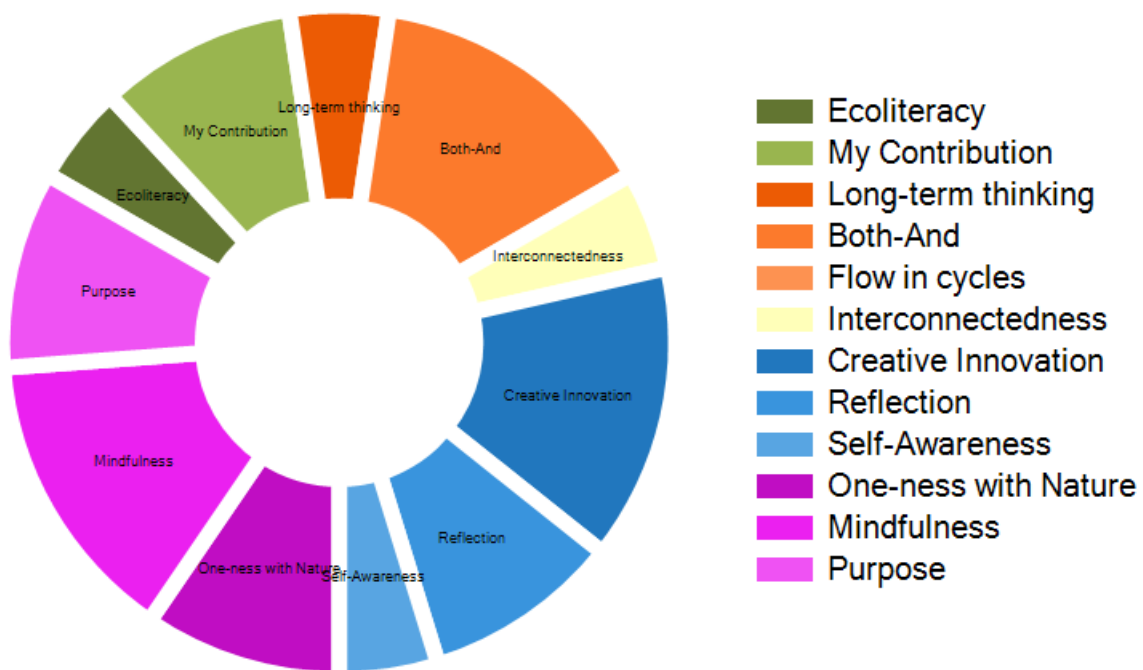 Long-term thinking
My Contribution
Both-And
Ecoliteracy
Interconnectedness
Purpose
Creative Innovation
Mindfulness
Reflection
One-ness with Nature
Self-Awareness
Ecoliteracy
My Contribution
Long-term thinking
Both-And
Flow in cycles
Interconnectedness
Creative Innovation
Reflection
Self-Awareness
One-ness with Nature
Mindfulness
Purpose